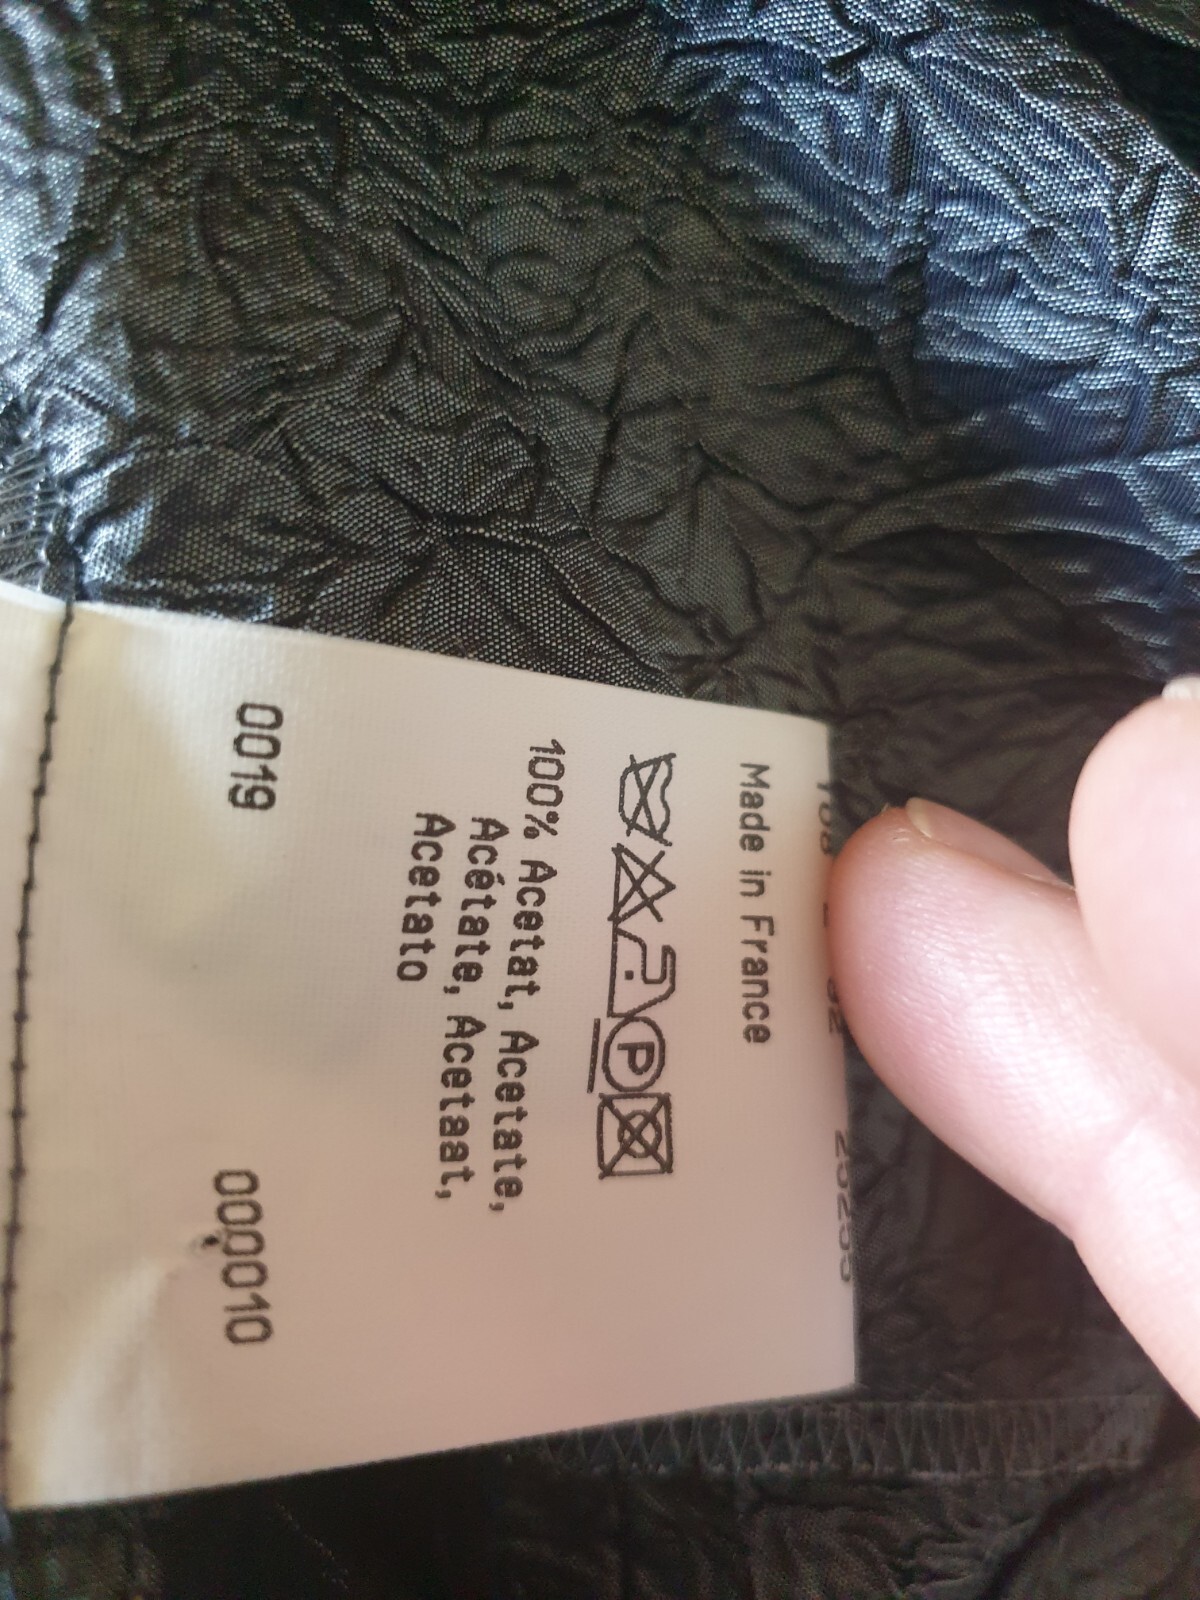 Made in France
100% Acetat, Acetate,
Acétate, Acetaat,
Acetato
0019 000010